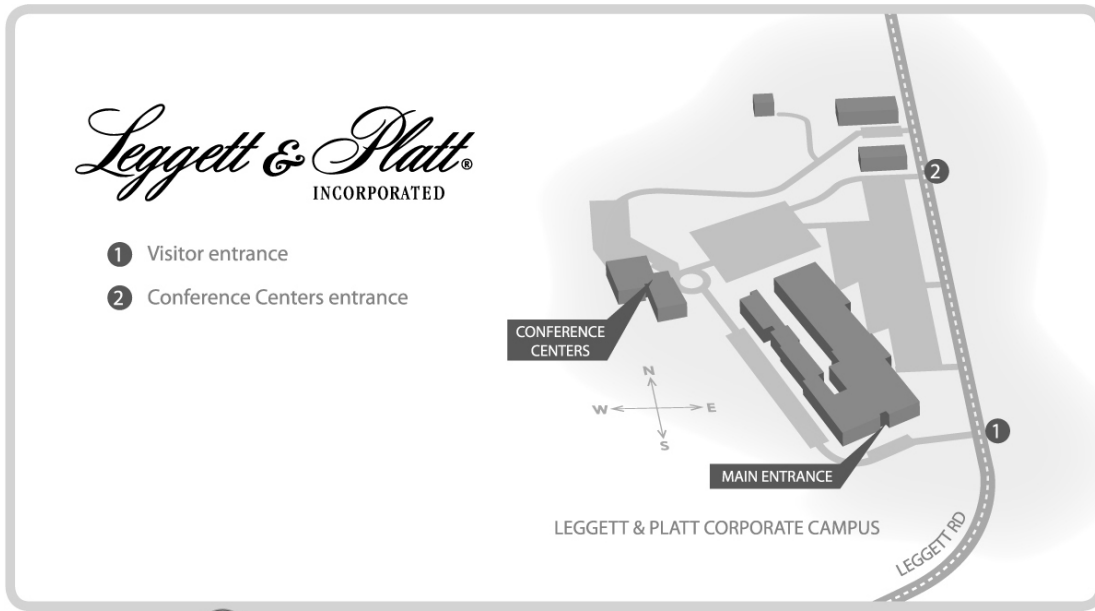 Leggett & Platt®
INCORPORATED
1 Visitor entrance
2 Conference Centers entrance
2
CONFERENCE
CENTERS
N
W E
S
1
MAIN ENTRANCE
LEGGETT & PLATT CORPORATE CAMPUS
LEGGETT RD